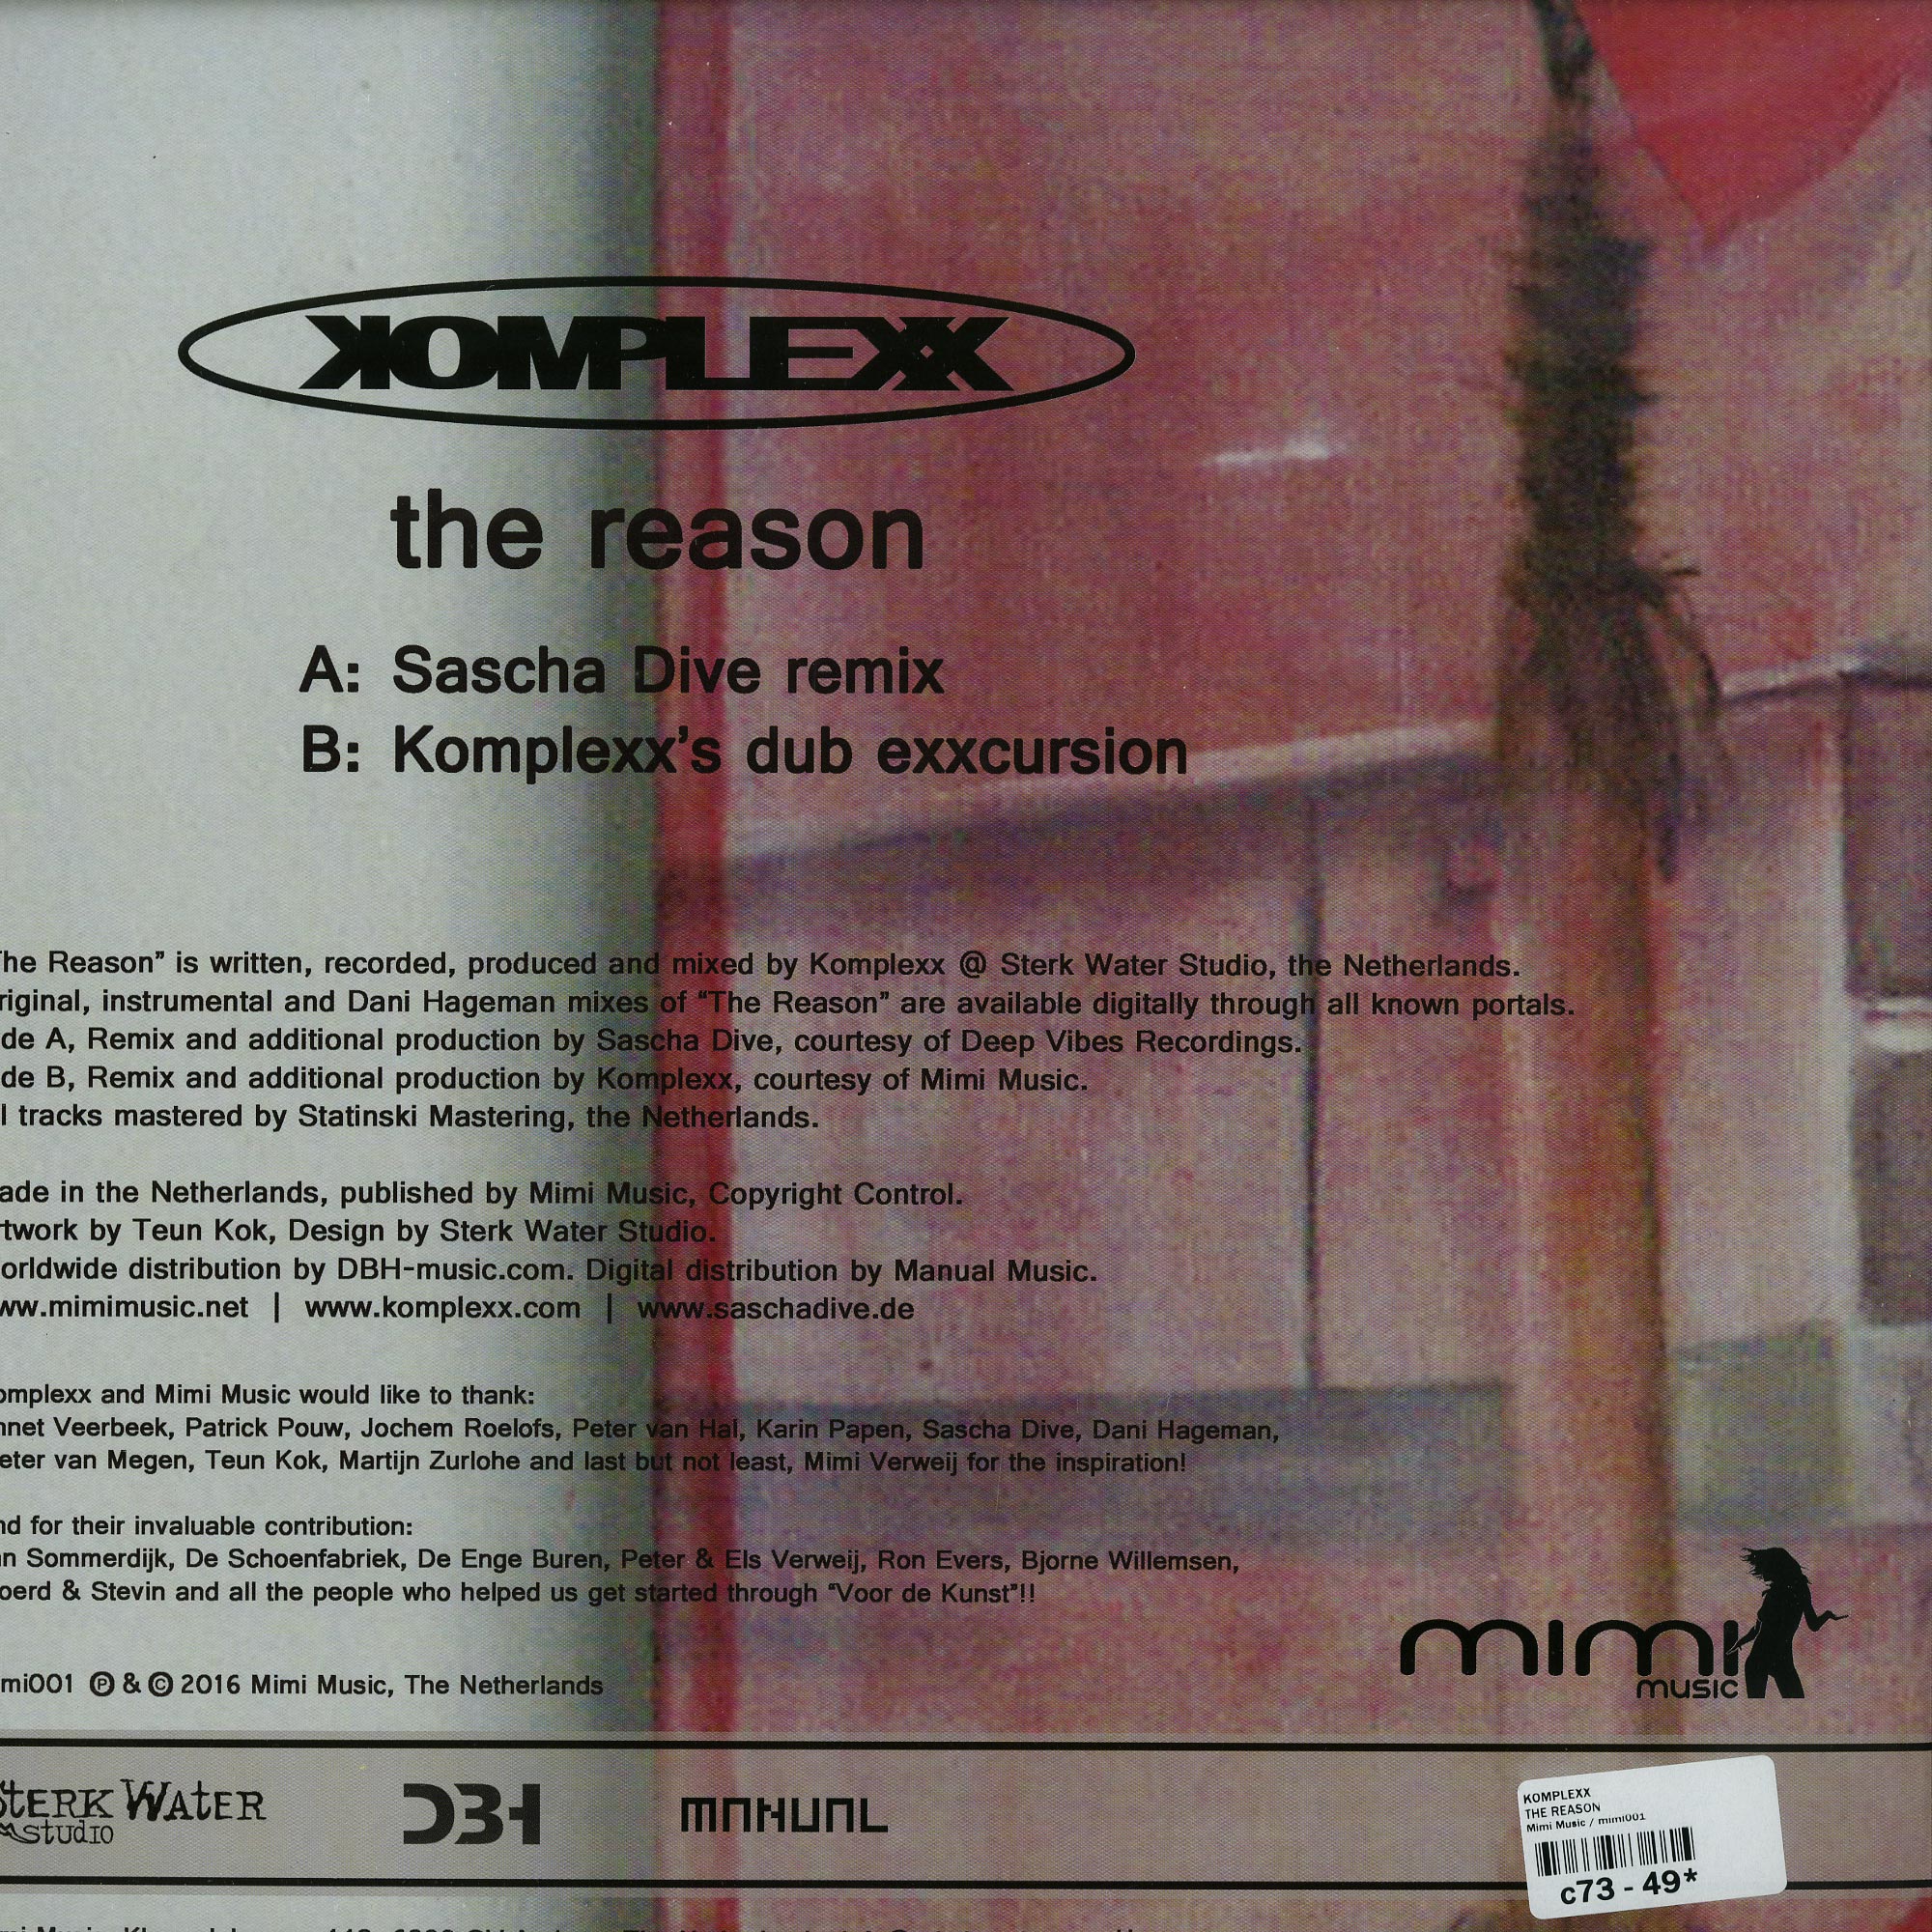 KOMPLEXX
the reason
A: Sascha Dive remix
B: Komplexx's dub exxcursion
he Reason” is written, recorded, produced and mixed by Komplexx @ Sterk Water Studio, the Netherlands.
riginal, instrumental and Dani Hageman mixes of “The Reason” are available digitally through all known portals.
de A, Remix and additional production by Sascha Dive, courtesy of Deep Vibes Recordings.
de B, Remix and additional production by Komplexx, courtesy of Mimi Music.
l tracks mastered by Statinski Mastering, the Netherlands.
ade in the Netherlands, published by Mimi Music, Copyright Control.
rtwork by Teun Kok, Design by Sterk Water Studio.
orldwide distribution by DBH-music.com. Digital distribution by Manual Music.
ww.mimimusic.net | www.komplexx.com | www.saschadive.de
omplexx and Mimi Music would like to thank:
nnet Veerbeek, Patrick Pouw, Jochem Roelofs, Peter van Hal, Karin Papen, Sascha Dive, Dani Hageman,
eter van Megen, Teun Kok, Martijn Zurlohe and last but not least, Mimi Verweij for the inspiration!
nd for their invaluable contribution:
an Sommerdijk, De Schoenfabriek, De Enge Buren, Peter & Els Verweij, Ron Evers, Bjorne Willemsen,
oerd & Stevin and all the people who helped us get started through “Voor de Kunst”!!
mimi
music
mi001 ℗ & © 2016 Mimi Music, The Netherlands
Sterk Water
studio
DBH
MANUAL
KOMPLEXX
THE REASON
Mimi Music / mimi001
c73 - 49*